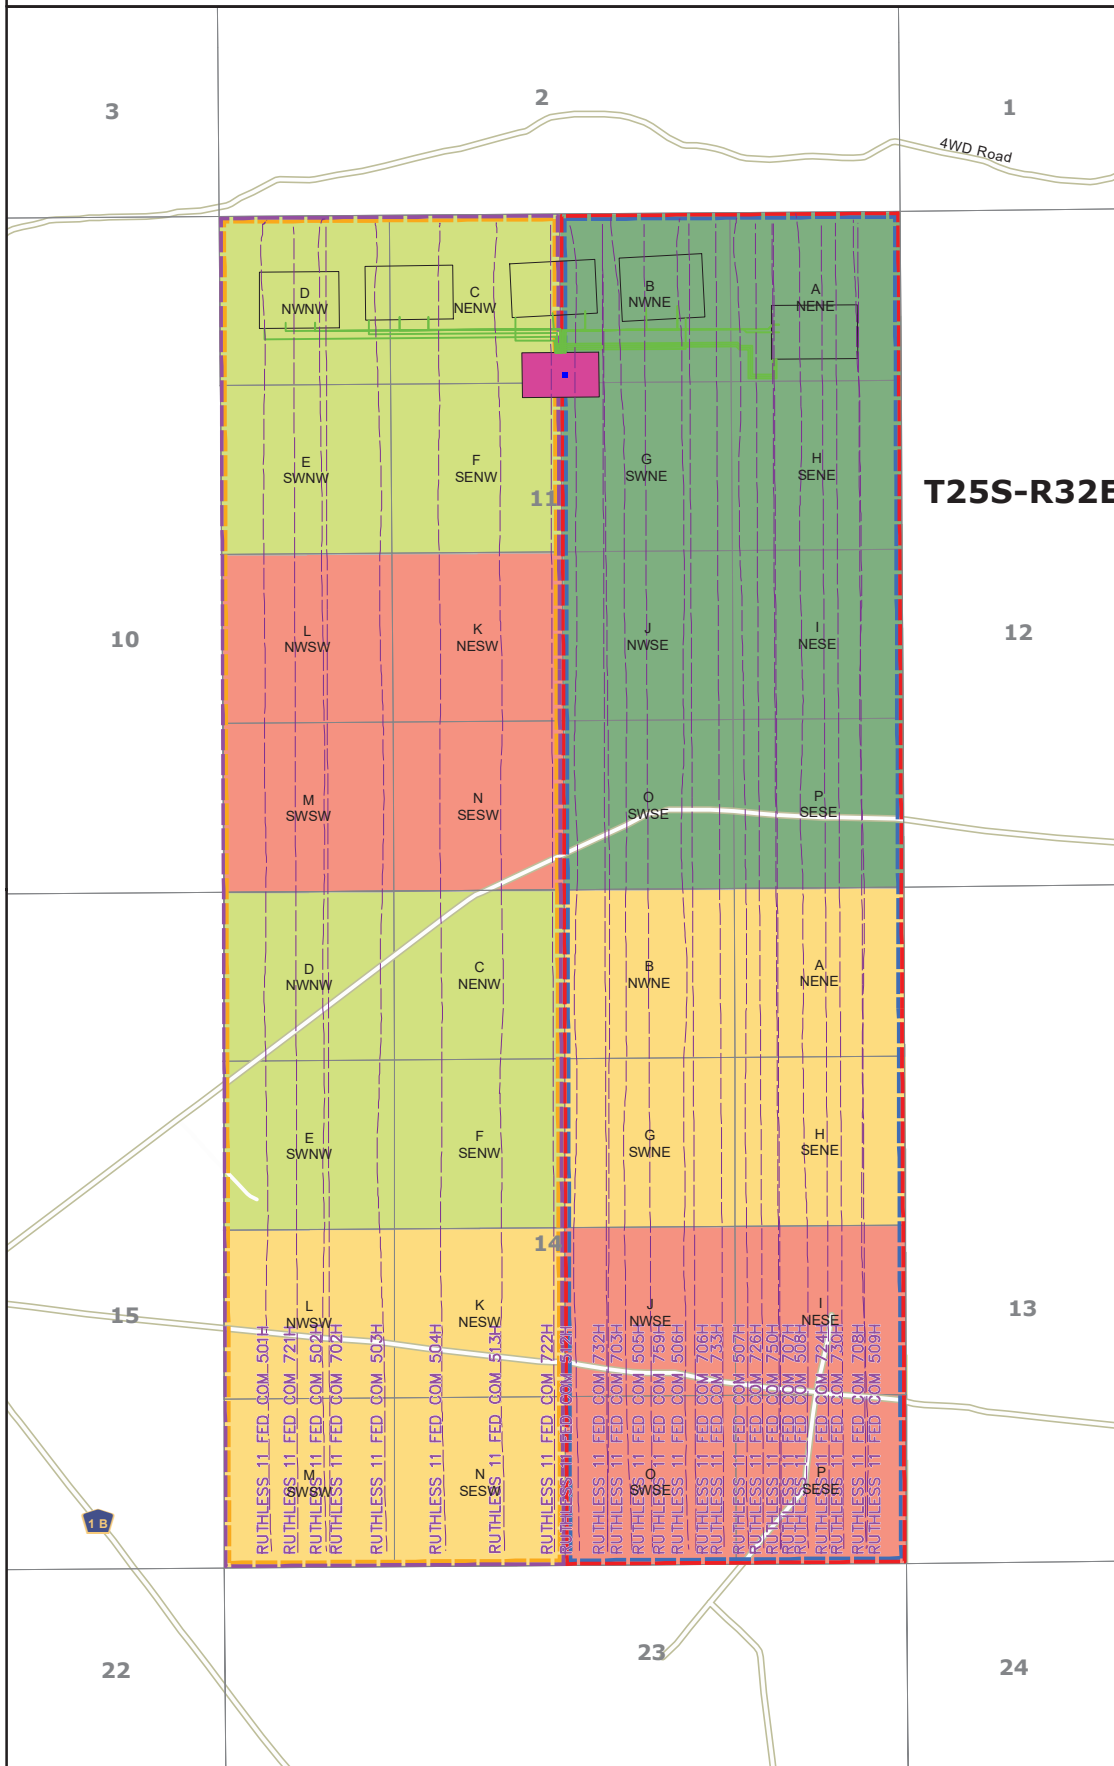 3
2
1
4WD Road
D
NWNW
C
NENW
B
NWNE
A
NENE
E
SWNW
F
SENW
G
SWNE
H
SENE
T25S-R32E
11
10
L
NWSW
K
NESW
J
NWSE
I
NESE
12
M
SWSW
N
SESW
O
SWSE
P
SESE
D
NWNW
C
NENW
B
NWNE
A
NENE
E
SWNW
F
SENW
G
SWNE
H
SENE
14
15
L
NWSW
K
NESW
J
NWSE
I
NESE
13
RUTHLESS 11 FED COM 501H
RUTHLESS 11 FED COM 721H
RUTHLESS 11 FED COM 502H
RUTHLESS 11 FED COM 702H
RUTHLESS 11 FED COM 503H
RUTHLESS 11 FED COM 504H
RUTHLESS 11 FED COM 513H
RUTHLESS 11 FED COM 722H
RUTHLESS 11 FED COM 512H
RUTHLESS 11 FED COM 732H
RUTHLESS 11 FED COM 703H
RUTHLESS 11 FED COM 505H
RUTHLESS 11 FED COM 759H
RUTHLESS 11 FED COM 506H
RUTHLESS 11 FED COM 706H
RUTHLESS 11 FED COM 733H
RUTHLESS 11 FED COM 507H
RUTHLESS 11 FED COM 726H
RUTHLESS 11 FED COM 750H
RUTHLESS 11 FED COM 707H
RUTHLESS 11 FED COM 508H
RUTHLESS 11 FED COM 724H
RUTHLESS 11 FED COM 730H
RUTHLESS 11 FED COM 708H
RUTHLESS 11 FED COM 509H
M
SWSW
N
SESW
O
SWSE
P
SESE
1 B
22
23
24